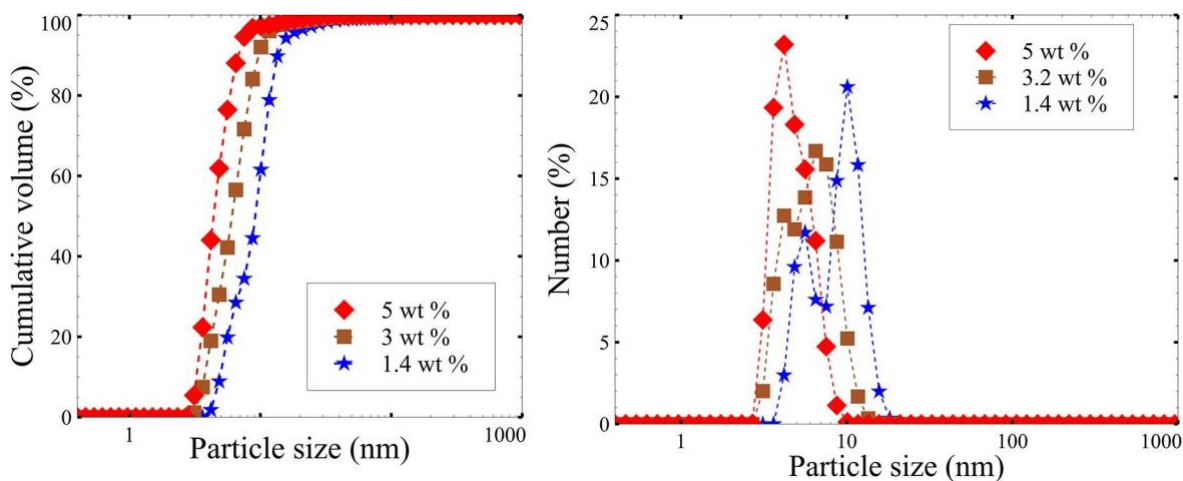 Cumulative volume (%)
100
80
60
40
20
0
5 wt %
3 wt %
1.4 wt %
1
1000
Particle size (nm)
Number (%)
25
20
15
10
5
0
5 wt %
3.2 wt %
1.4 wt %
1
10
100
1000
Particle size (nm)